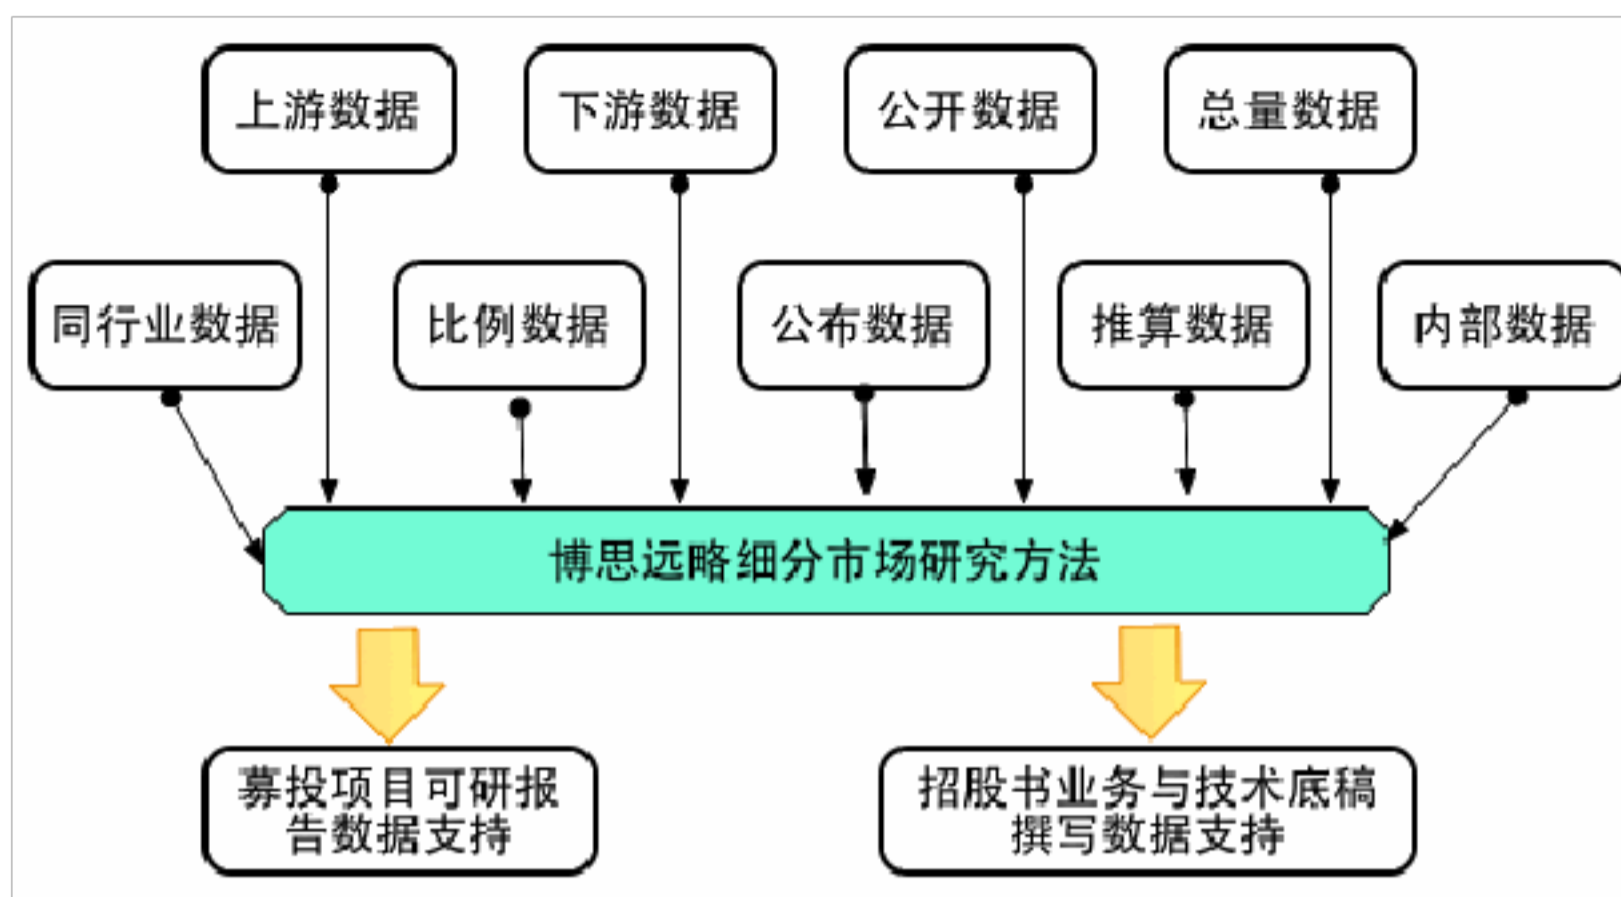 上游数据
下游数据
公开数据
总量数据
同行业数据
比例数据
公布数据
推算数据
内部数据
博思远略细分市场研究方法
募投项目可研报
告数据支持
招股书业务与技术底稿
撰写数据支持